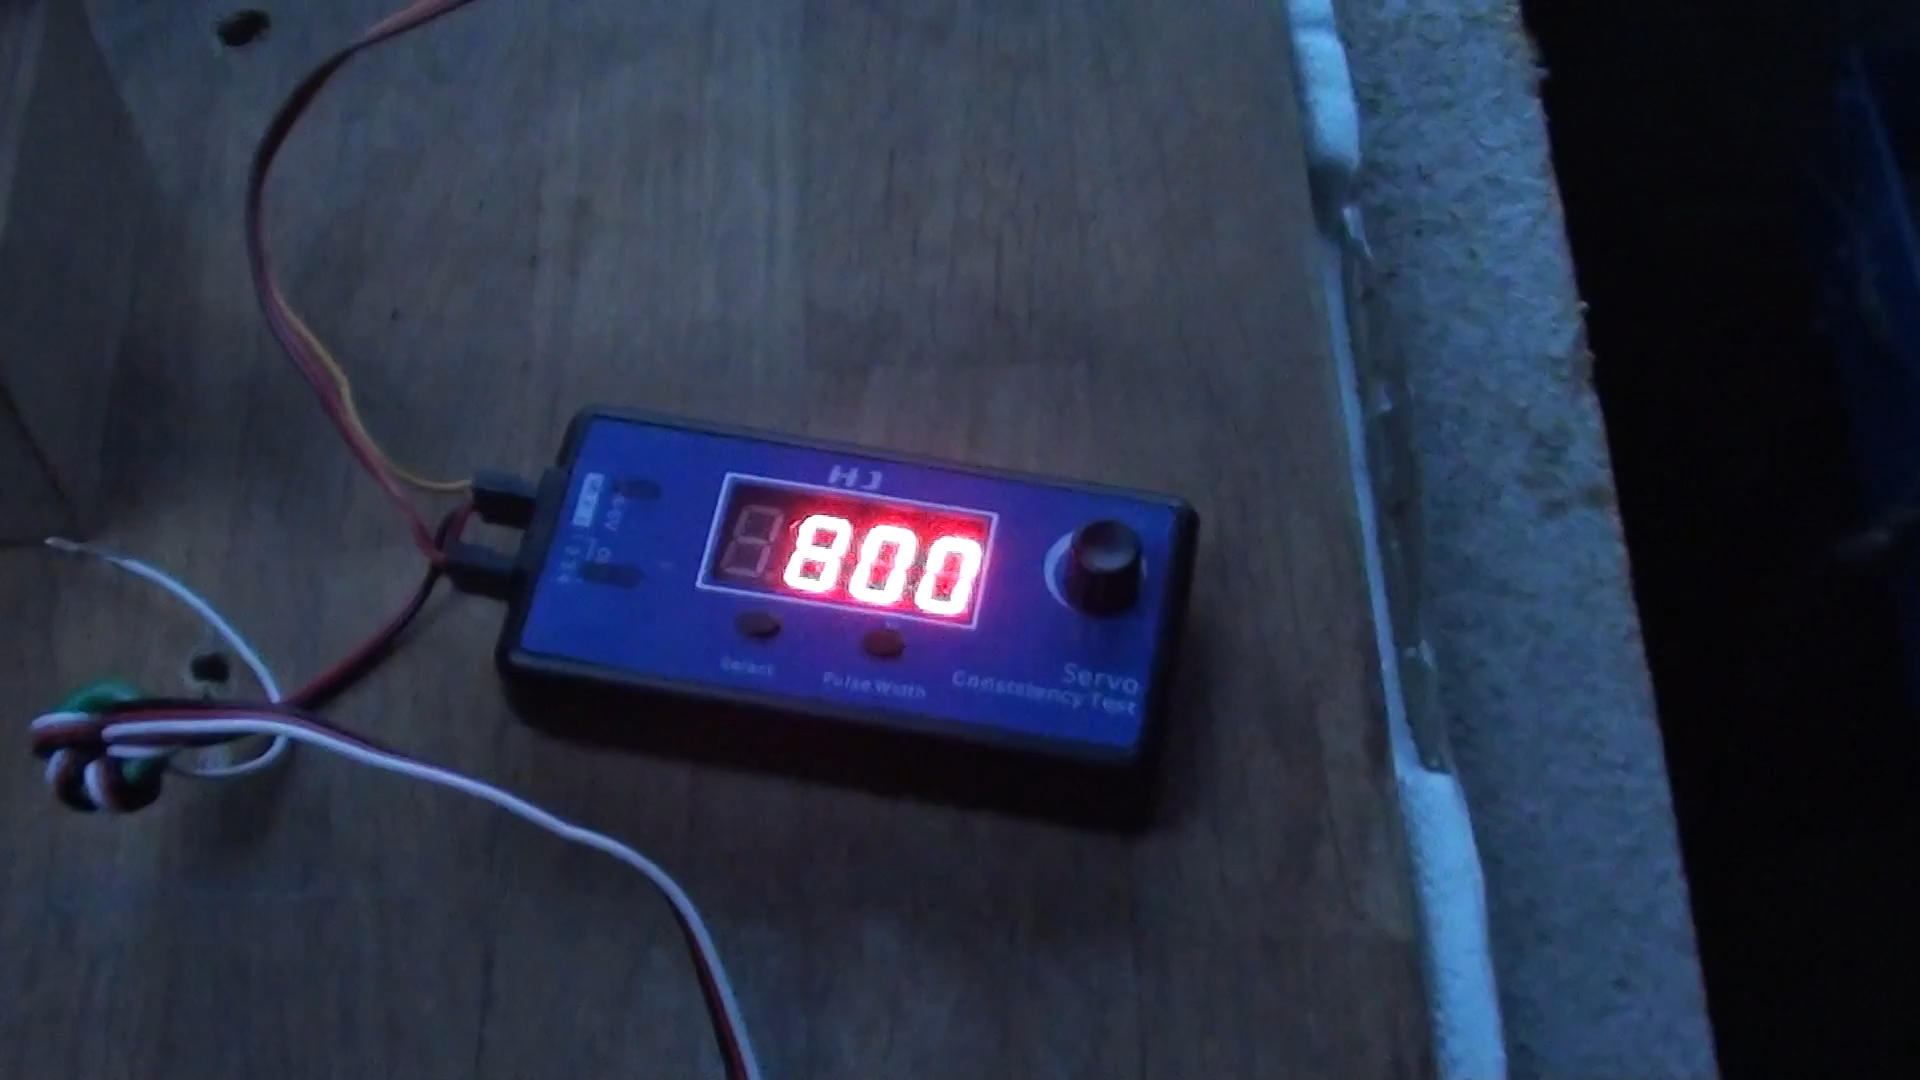 HJ
800
Select
Pulse Width
Servo
Consistency Test